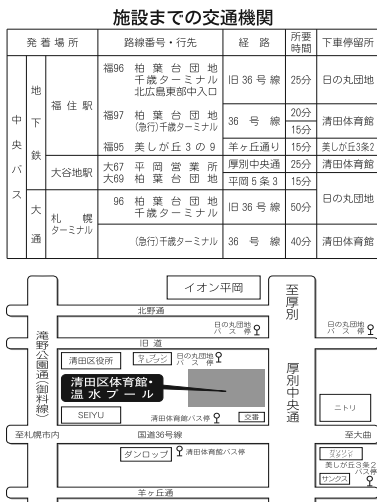 施設までの交通機関
発着場所 路線番号・行先 経路 所要時間 下車停留所
中央バス
地下鉄
福住駅
福96 柏葉台団地
千歳ターミナル
北広島東部中入口
旧36号線 25分 日の丸団地
福97 柏葉台団地
(急行)千歳ターミナル
36号線 20分
15分
清田体育館
福95 美しが丘3の9 羊ヶ丘通り 15分 美しが丘3条2
大谷地駅
大67 平岡営業所 厚別中央通 25分 清田体育館
大69 柏葉台団地 平岡5条3 15分
日の丸団地
大通
札幌ターミナル
96 柏葉台団地
千歳ターミナル
旧36号線 50分
(急行)千歳ターミナル 36号線 40分 清田体育館
イオン平岡
至厚別
北野通
日の丸団地
バス停
日の丸団地
バス停
旧道
滝野公園通(御料線)
清田区役所
セブンイレブン
日の丸団地
バス停
清田区体育館・
温水プール
厚別中央通
SEIYU
清田体育館バス停
交番
ニトリ
至札幌市内
国道36号線
至大曲
ダンロップ
清田体育館バス停
美しが丘3条2
バス停
サンクス
羊ヶ丘通